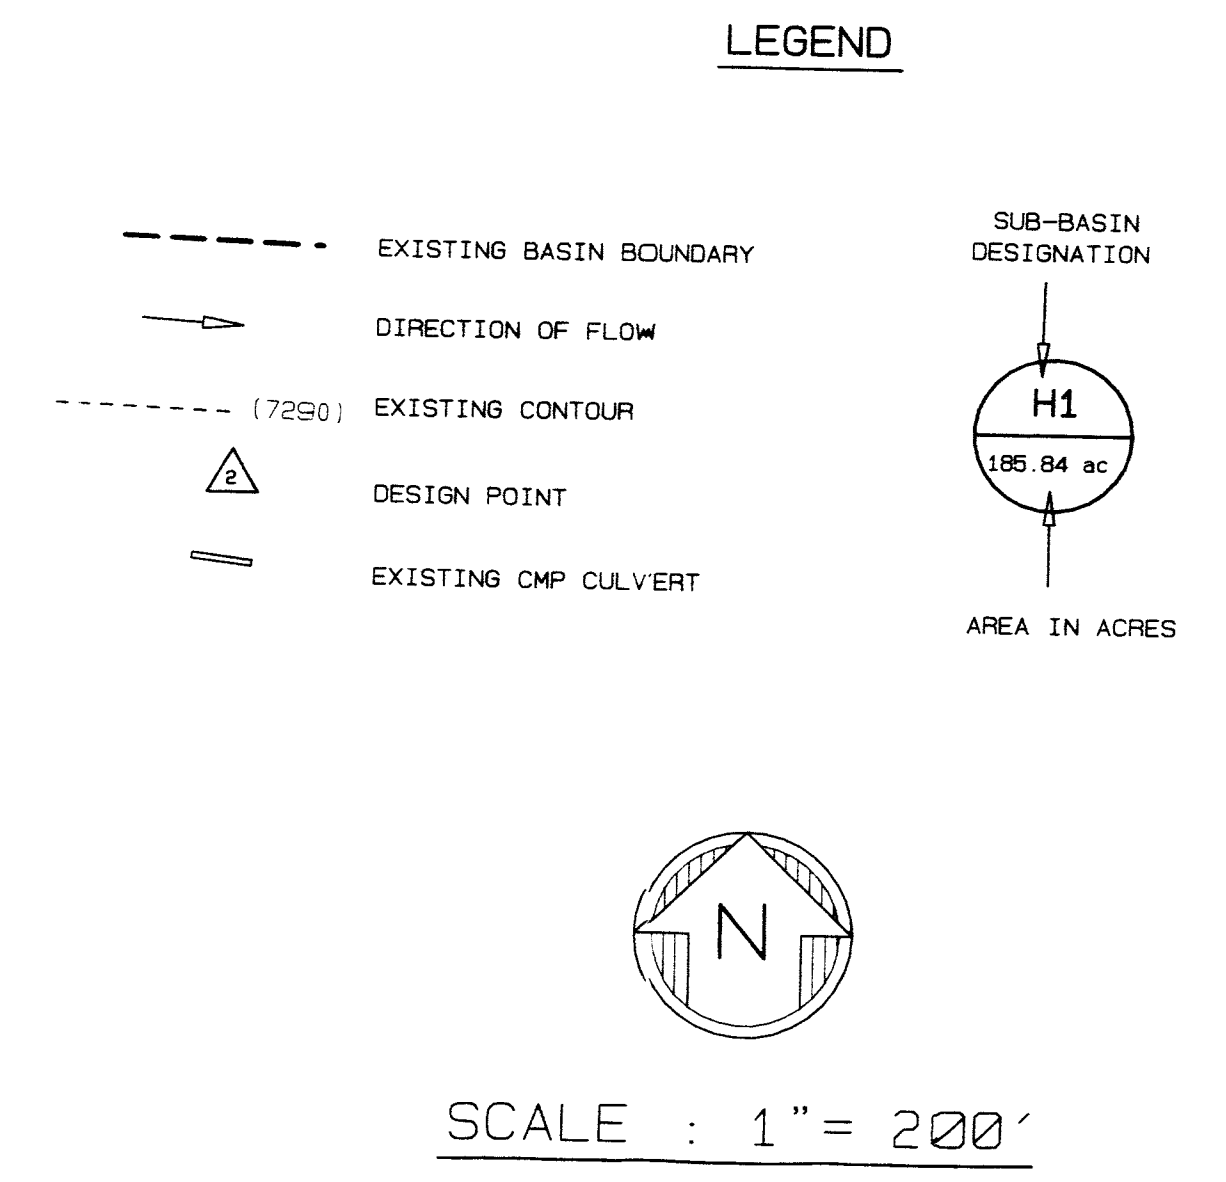 LEGEND
EXISTING BASIN BOUNDARY
DIRECTION OF FLOW
(7290) EXISTING CONTOUR
2 DESIGN POINT
EXISTING CMP CULVERT
SUB-BASIN
DESIGNATION
H1
185.84 ac
AREA IN ACRES
N
SCALE : 1"= 200'